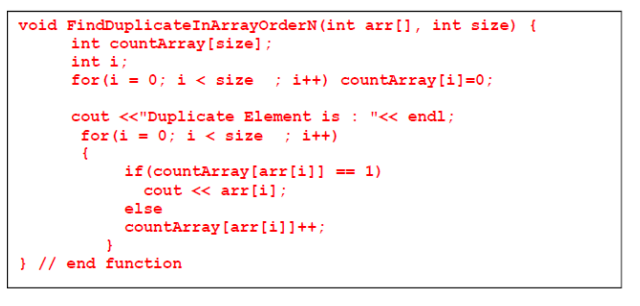 void FindDuplicateInArrayOrderN(int arr[], int size) {
int countArray[size];
int i;
for(i = 0; i < size  ; i++) countArray[i]=0;
cout <<"Duplicate Element is : "<< endl;
for(i = 0; i < size  ; i++)
{
if(countArray[arr[i]] == 1)
cout << arr[i];
else
countArray[arr[i]]++;
}
} // end function